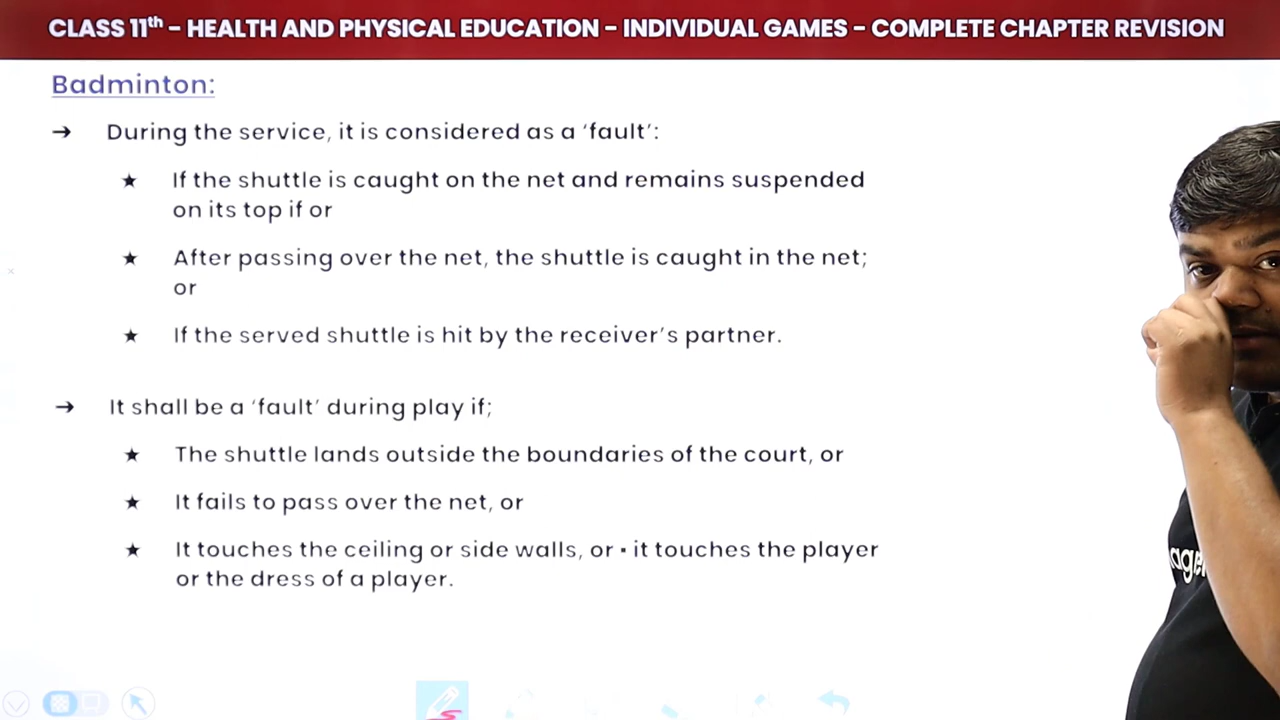 CLASS 11th – HEALTH AND PHYSICAL EDUCATION – INDIVIDUAL GAMES – COMPLETE CHAPTER REVISION
Badminton:
→ During the service, it is considered as a ‘fault’:
★ If the shuttle is caught on the net and remains suspended
on its top if or
★ After passing over the net, the shuttle is caught in the net;
or
★ If the served shuttle is hit by the receiver’s partner.
→ It shall be a ‘fault’ during play if;
★ The shuttle lands outside the boundaries of the court, or
★ It fails to pass over the net, or
★ It touches the ceiling or side walls, or ▪ it touches the player
or the dress of a player.